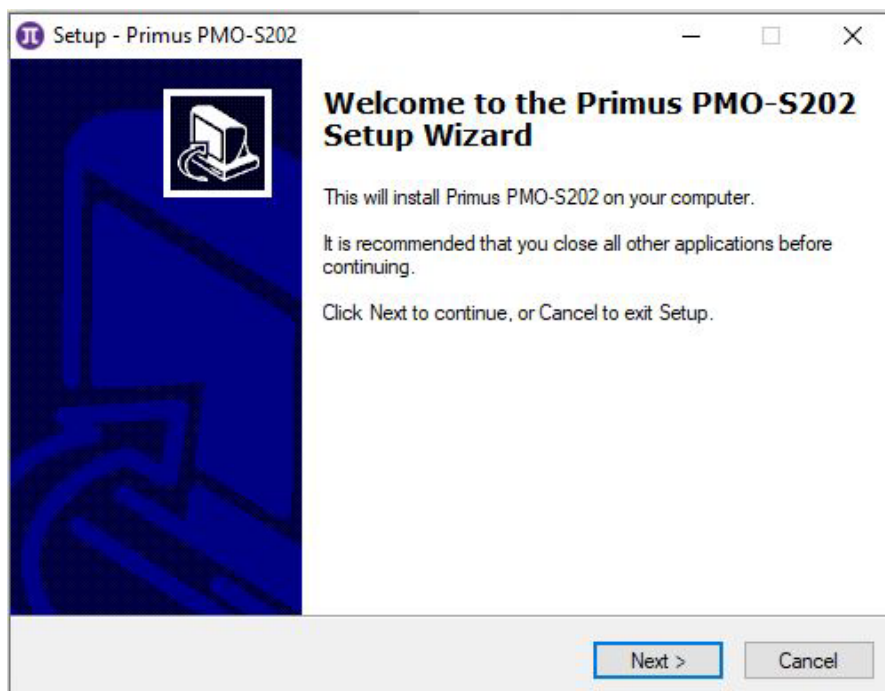 Setup - Primus PMO-S202
Welcome to the Primus PMO-S202
Setup Wizard
This will install Primus PMO-S202 on your computer.
It is recommended that you close all other applications before
continuing.
Click Next to continue, or Cancel to exit Setup.
Next >
Cancel